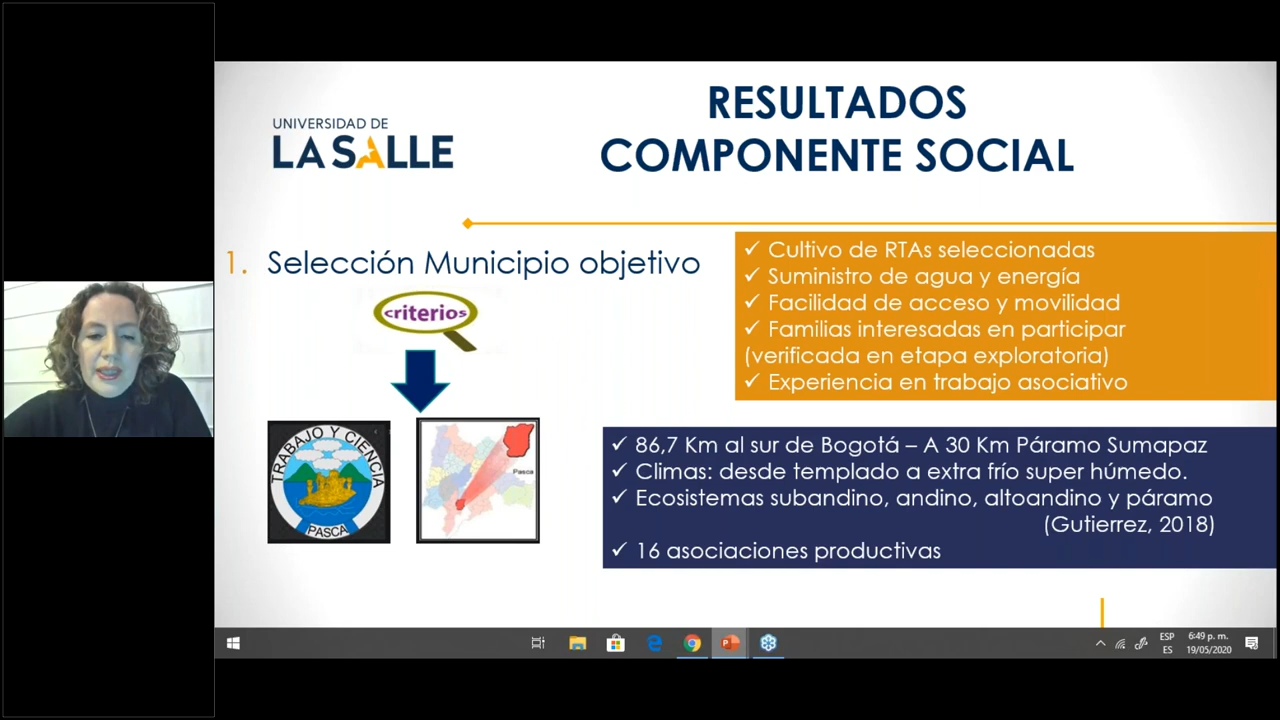 RESULTADOS
COMPONENTE SOCIAL
UNIVERSIDAD DE
LA SALLE
1. Selección Municipio objetivo
criterios
✓ Cultivo de RTAs seleccionadas
✓ Suministro de agua y energía
✓ Facilidad de acceso y movilidad
✓ Familias interesadas en participar
(verificada en etapa exploratoria)
✓ Experiencia en trabajo asociativo
TRABAJO Y CIENCIA
PASCA
Pasca
✓ 86,7 Km al sur de Bogotá – A 30 Km Páramo Sumapaz
✓ Climas: desde templado a extra frío super húmedo.
✓ Ecosistemas subandino, andino, altoandino y páramo
(Gutierrez, 2018)
✓ 16 asociaciones productivas
ESP
ES
6:49 p. m.
19/05/2020